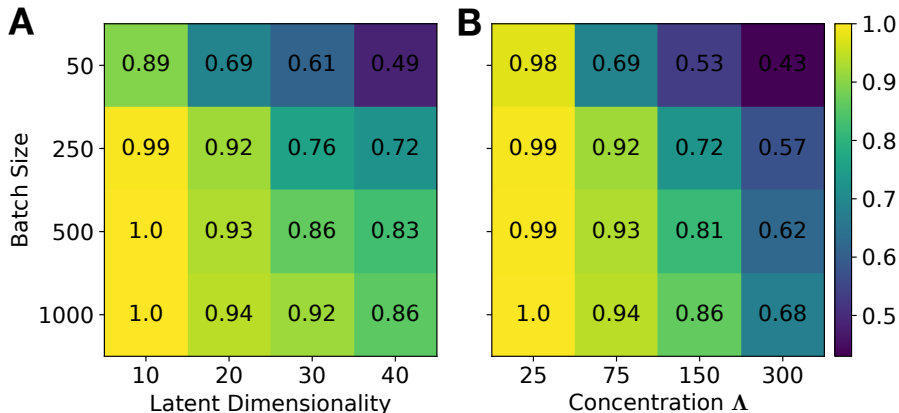 A
B
50 0.89 0.69 0.61 0.49 0.98 0.69 0.53 0.43
250 0.99 0.92 0.76 0.72 0.99 0.92 0.72 0.57
500 1.0 0.93 0.86 0.83 0.99 0.93 0.81 0.62
1000 1.0 0.94 0.92 0.86 1.0 0.94 0.86 0.68
Batch Size
10 20 30 40
Latent Dimensionality
25 75 150 300
Concentration Λ
1.0
0.9
0.8
0.7
0.6
0.5